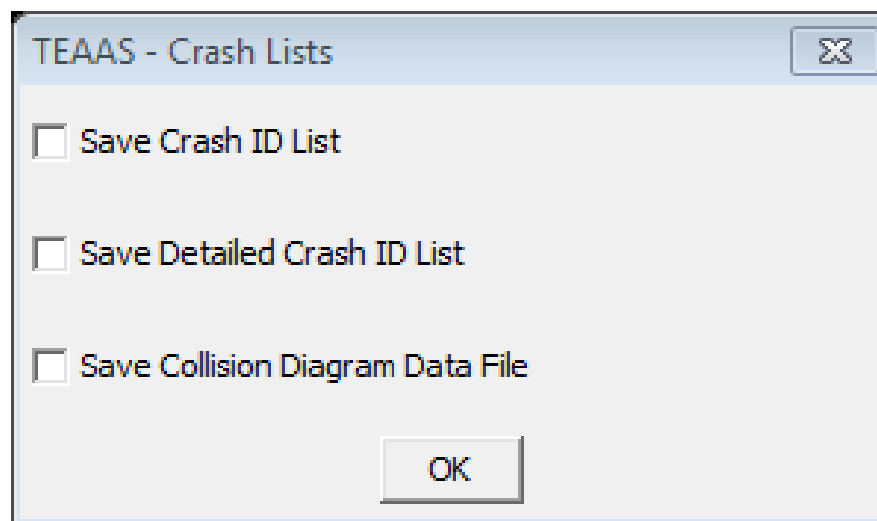 TEAAS - Crash Lists
Save Crash ID List
Save Detailed Crash ID List
Save Collision Diagram Data File
OK